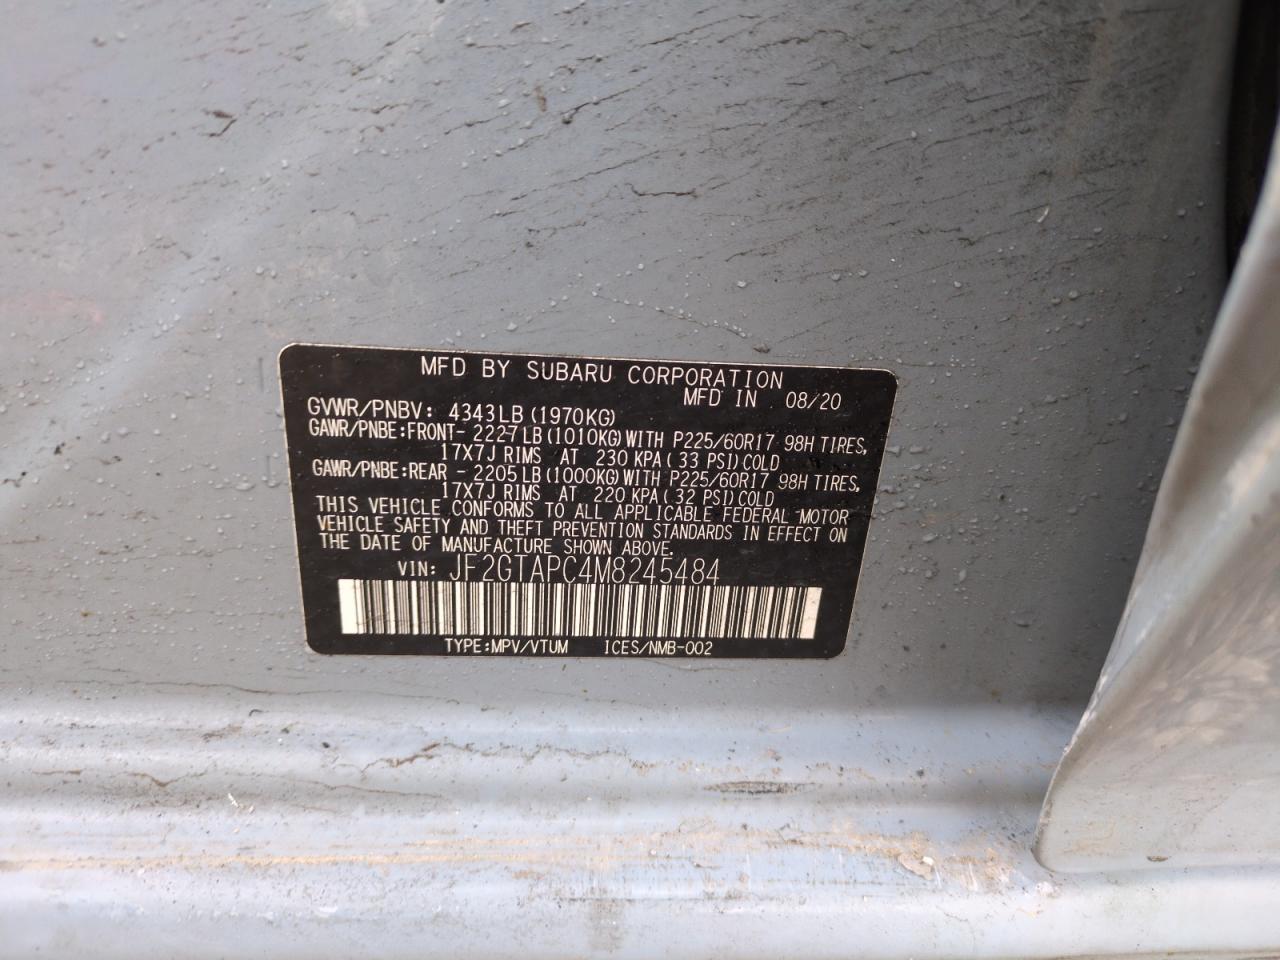 MFD BY SUBARU CORPORATION
MFD IN 08/20
GVWR/PNBV: 4343LB (1970KG)
GAWR/PNBE:FRONT- 2227LB (1010KG) WITH P225/60R17 98H TIRES,
17X7J RIMS AT 230 KPA (33 PSI) COLD
GAWR/PNBE:REAR - 2205LB (1000KG) WITH P225/60R17 98H TIRES,
17X7J RIMS AT 220 KPA (32 PSI) COLD
THIS VEHICLE CONFORMS TO ALL APPLICABLE FEDERAL MOTOR
VEHICLE SAFETY AND THEFT PREVENTION STANDARDS IN EFFECT ON
THE DATE OF MANUFACTURE SHOWN ABOVE.
VIN: JF2GTAPC4M8245484
TYPE:MPV/VTUM ICES/NMB-002